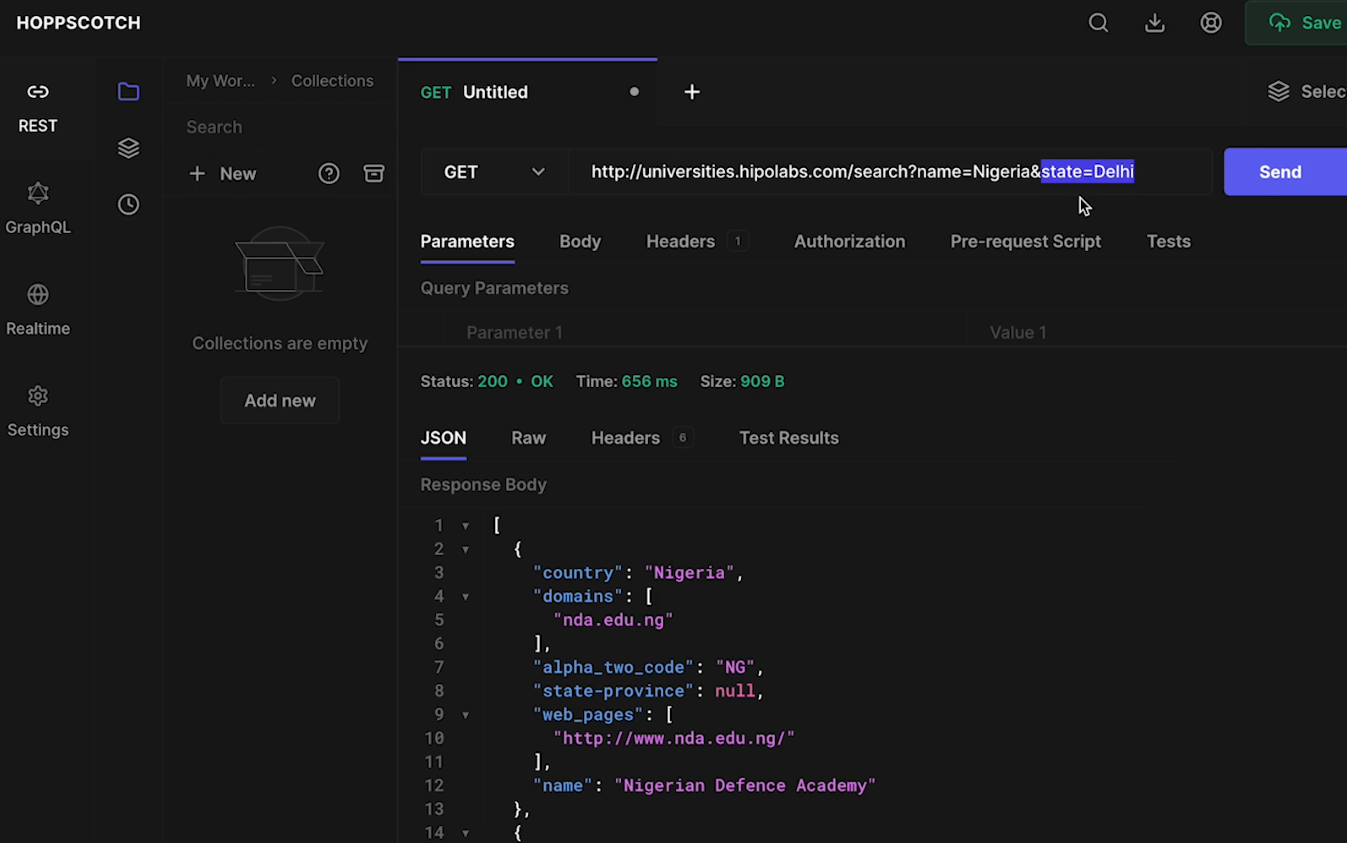 HOPPSCOTCH
Save
REST
GraphQL
Realtime
Settings
My Wor... > Collections
Search
+ New
Collections are empty
Add new
GET Untitled
Selec
GET http://universities.hipolabs.com/search?name=Nigeria&state=Delhi Send
Parameters Body Headers 1 Authorization Pre-request Script Tests
Query Parameters
Parameter 1 Value 1
Status: 200 • OK Time: 656 ms Size: 909 B
JSON Raw Headers 6 Test Results
Response Body
1 [
2 {
3 "country": "Nigeria",
4 "domains": [
5 "nda.edu.ng"
6 ],
7 "alpha_two_code": "NG",
8 "state-province": null,
9 "web_pages": [
10 "http://www.nda.edu.ng/"
11 ],
12 "name": "Nigerian Defence Academy"
13 },
14 {